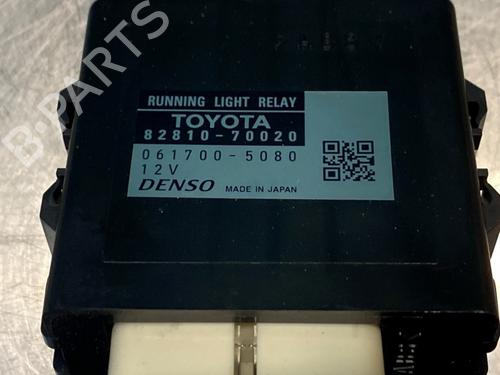 B-PARTS
RUNNING LIGHT RELAY
TOYOTA
82810-70020
061700-5080
12V
DENSO MADE IN JAPAN